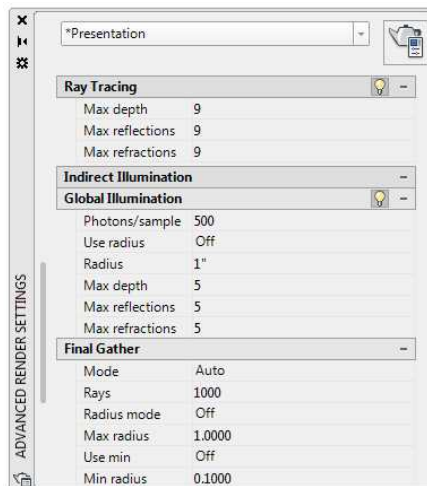 *Presentation
Ray Tracing
Max depth 9
Max reflections 9
Max refractions 9
Indirect Illumination
Global Illumination
Photons/sample 500
Use radius Off
Radius 1"
Max depth 5
Max reflections 5
Max refractions 5
Final Gather
Mode Auto
Rays 1000
Radius mode Off
Max radius 1.0000
Use min Off
Min radius 0.1000
ADVANCED RENDER SETTINGS